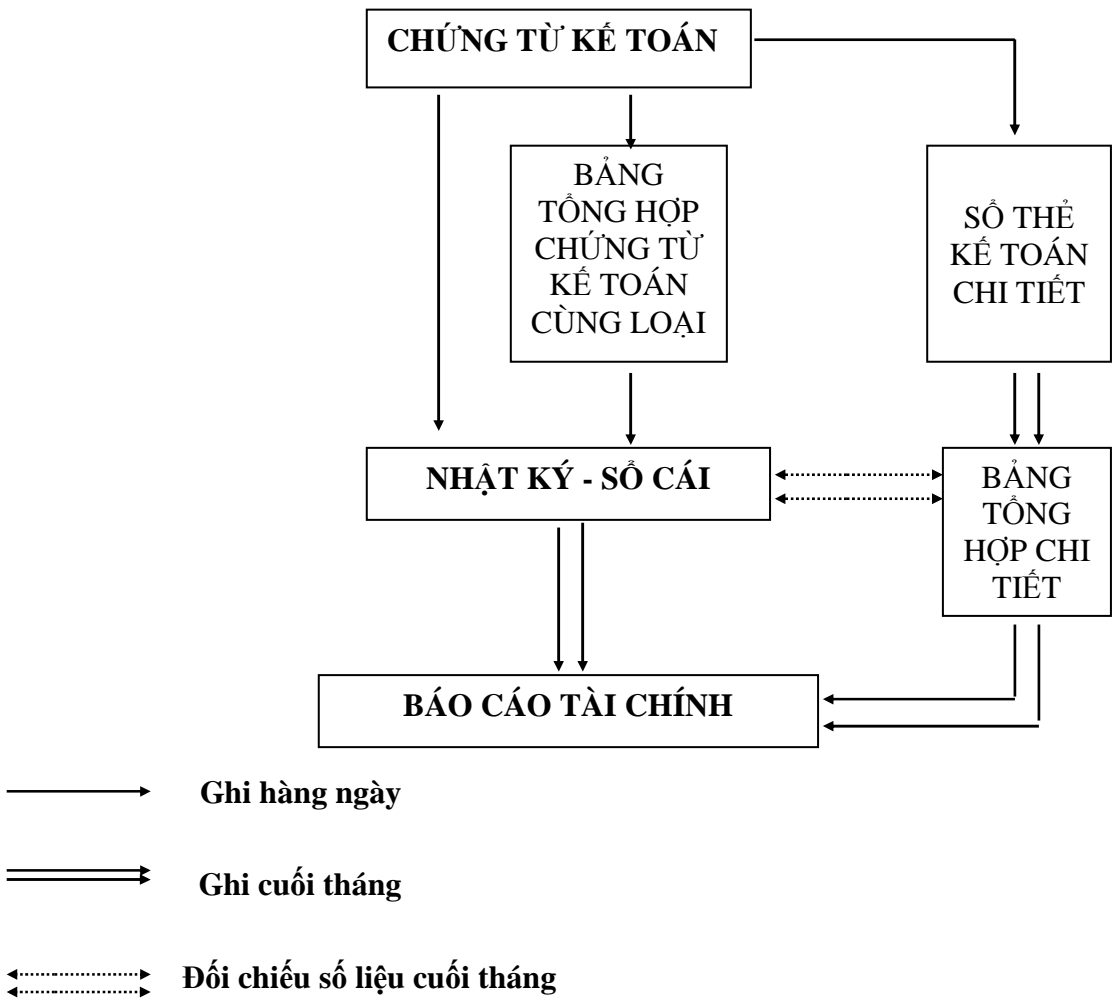 CHỨNG TỪ KẾ TOÁN
BẢNG
TỔNG HỢP
CHỨNG TỪ
KẾ TOÁN
CÙNG LOẠI
SỔ THẺ
KẾ TOÁN
CHI TIẾT
NHẬT KÝ - SỔ CÁI
BẢNG
TỔNG
HỢP CHI
TIẾT
BÁO CÁO TÀI CHÍNH
Ghi hàng ngày
Ghi cuối tháng
Đối chiếu số liệu cuối tháng